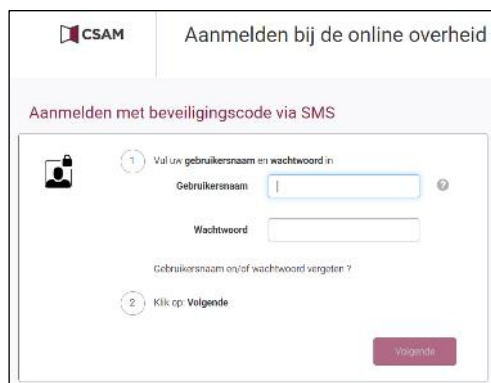 CSAM
Aanmelden bij de online overheid
Aanmelden met beveiligingscode via SMS
1 Vul uw gebruikersnaam en wachtwoord in
Gebruikersnaam
?
Wachtwoord
Gebruikersnaam en/of wachtwoord vergeten ?
2 Klik op: Volgende
Volgende